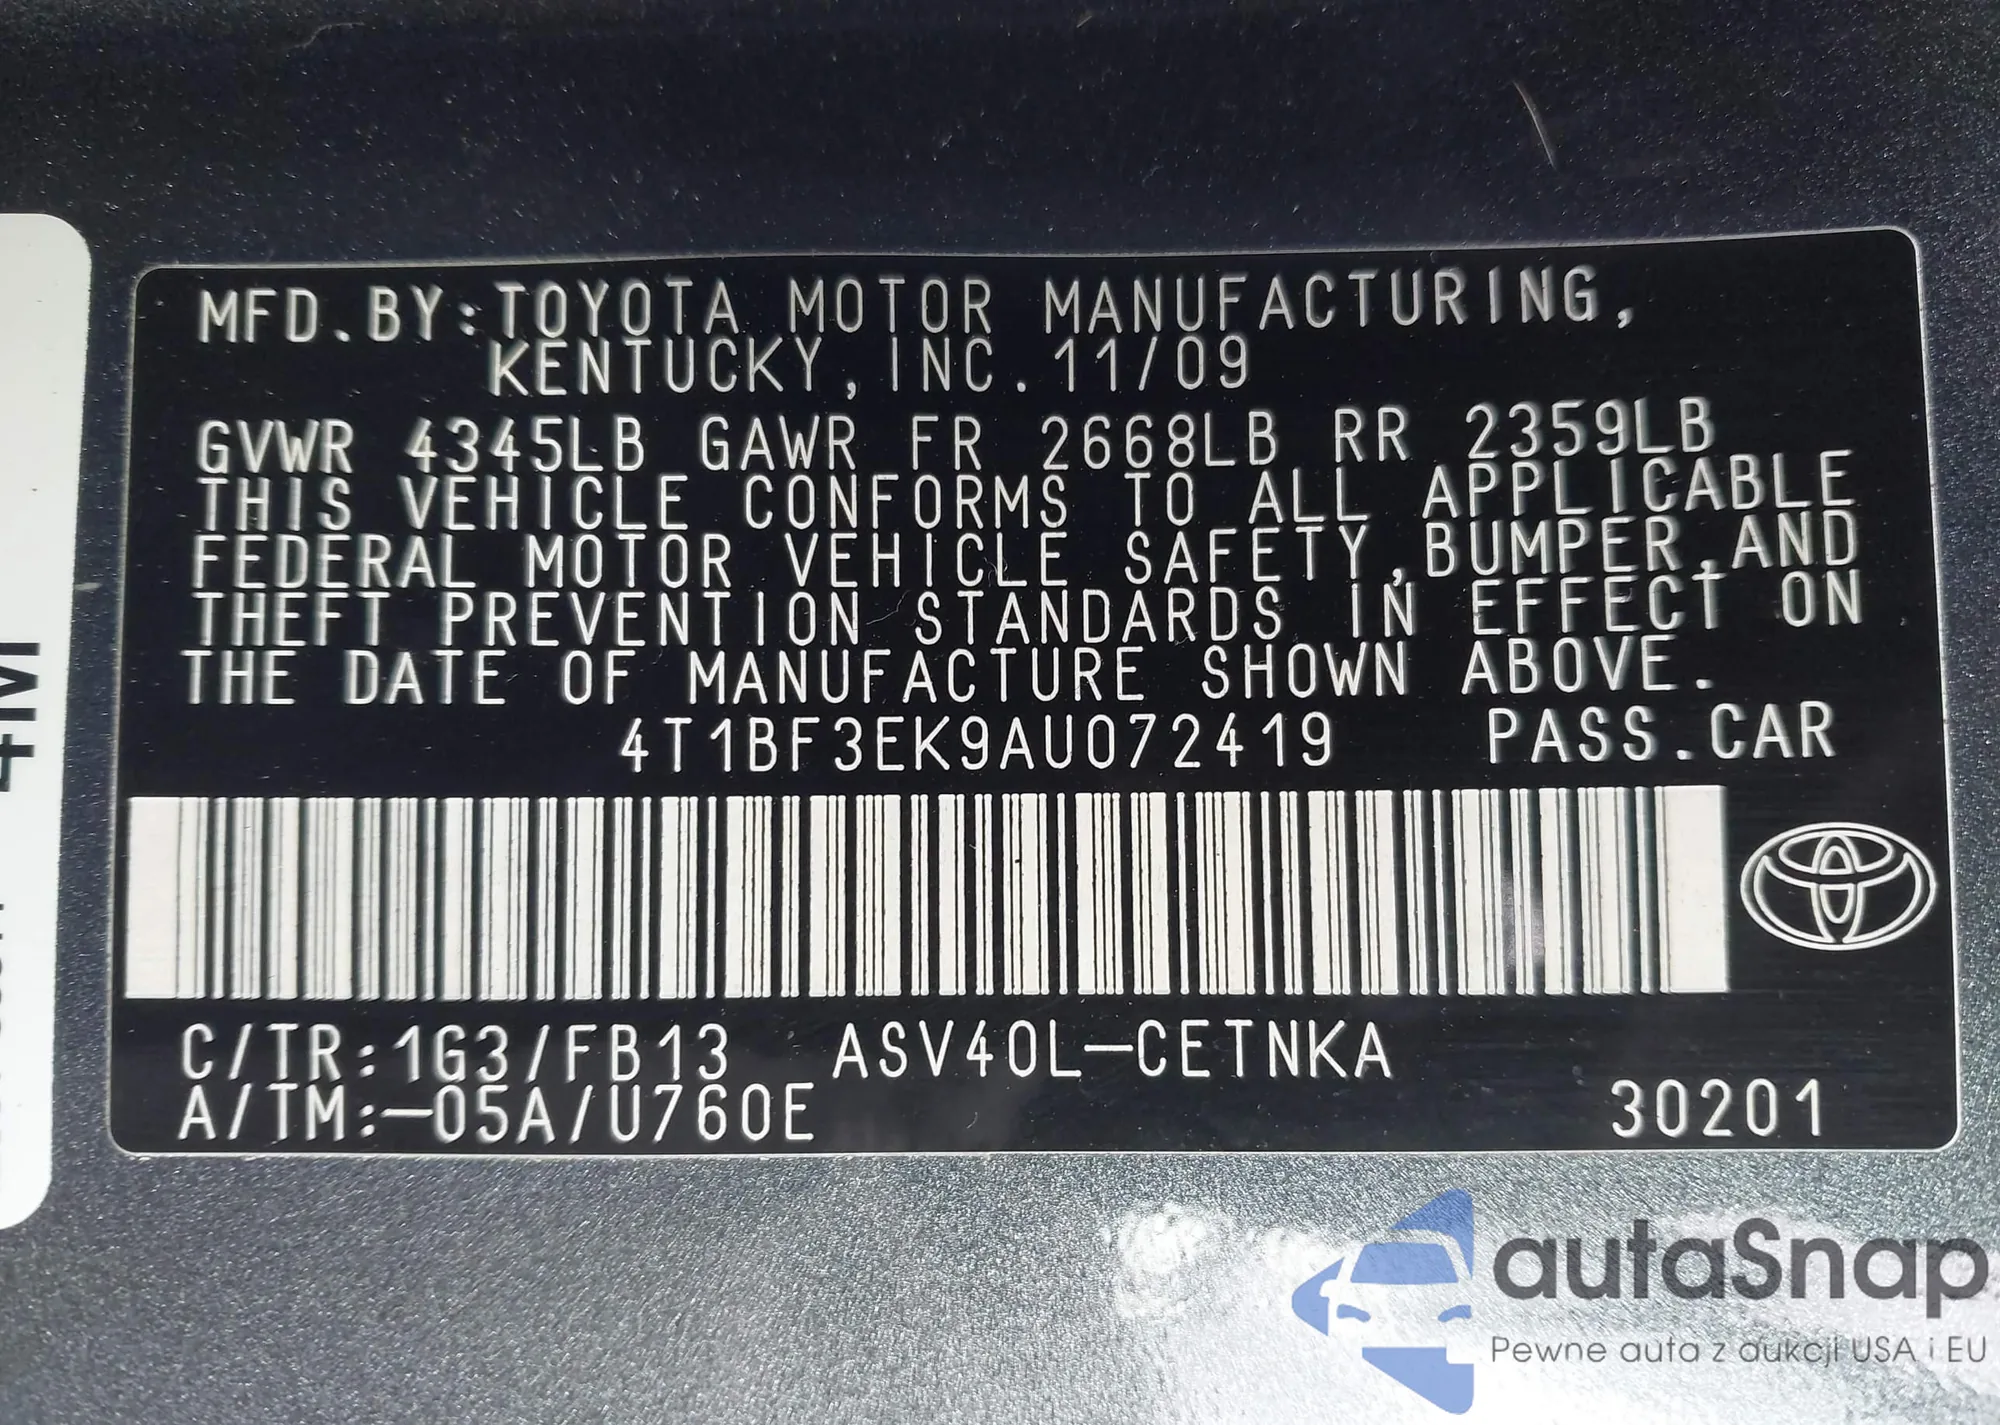 MFD.BY:TOYOTA MOTOR MANUFACTURING,
KENTUCKY,INC.11/09
GVWR 4345LB GAWR FR 2668LB RR 2359LB
THIS VEHICLE CONFORMS TO ALL APPLICABLE
FEDERAL MOTOR VEHICLE SAFETY,BUMPER,AND
THEFT PREVENTION STANDARDS IN EFFECT ON
THE DATE OF MANUFACTURE SHOWN ABOVE.
4T1BF3EK9AU072419 PASS.CAR
C/TR:1G3/FB13 ASV40L-CETNKA
A/TM:-05A/U760E 30201
autaSnap
Pewne auta z aukcji USA i EU